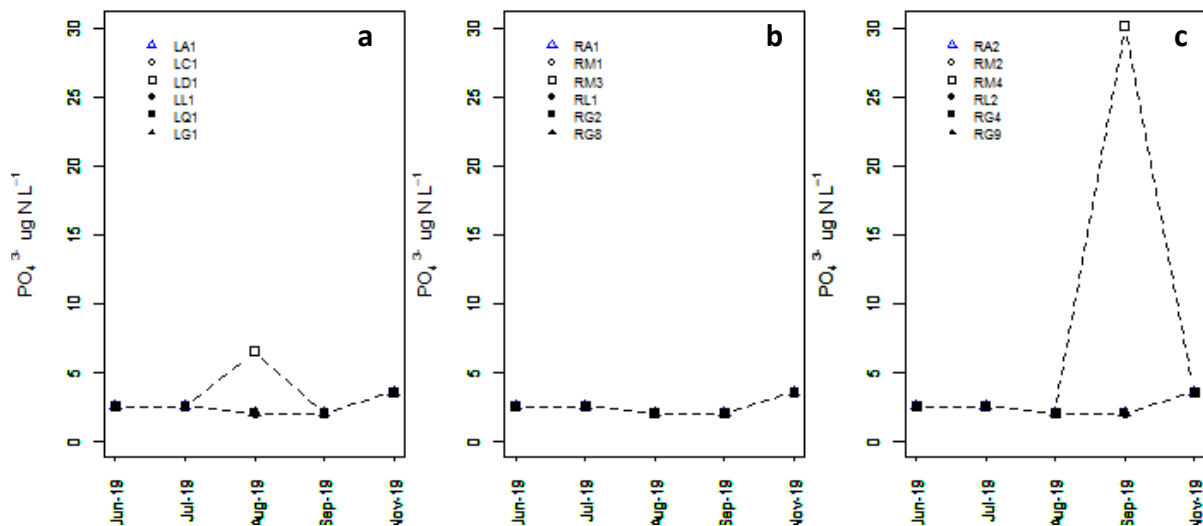 a
30
25
20
15
10
5
0
PO₄ ³⁻ ug N L⁻¹
LA1
LC1
LD1
LL1
LQ1
LG1
Jun-19
Jul-19
Aug-19
Sep-19
Nov-19
b
30
25
20
15
10
5
0
PO₄ ³⁻ ug N L⁻¹
RA1
RM1
RM3
RL1
RG2
RG8
Jun-19
Jul-19
Aug-19
Sep-19
Nov-19
c
30
25
20
15
10
5
0
PO₄ ³⁻ ug N L⁻¹
RA2
RM2
RM4
RL2
RG4
RG9
Jun-19
Jul-19
Aug-19
Sep-19
Nov-19